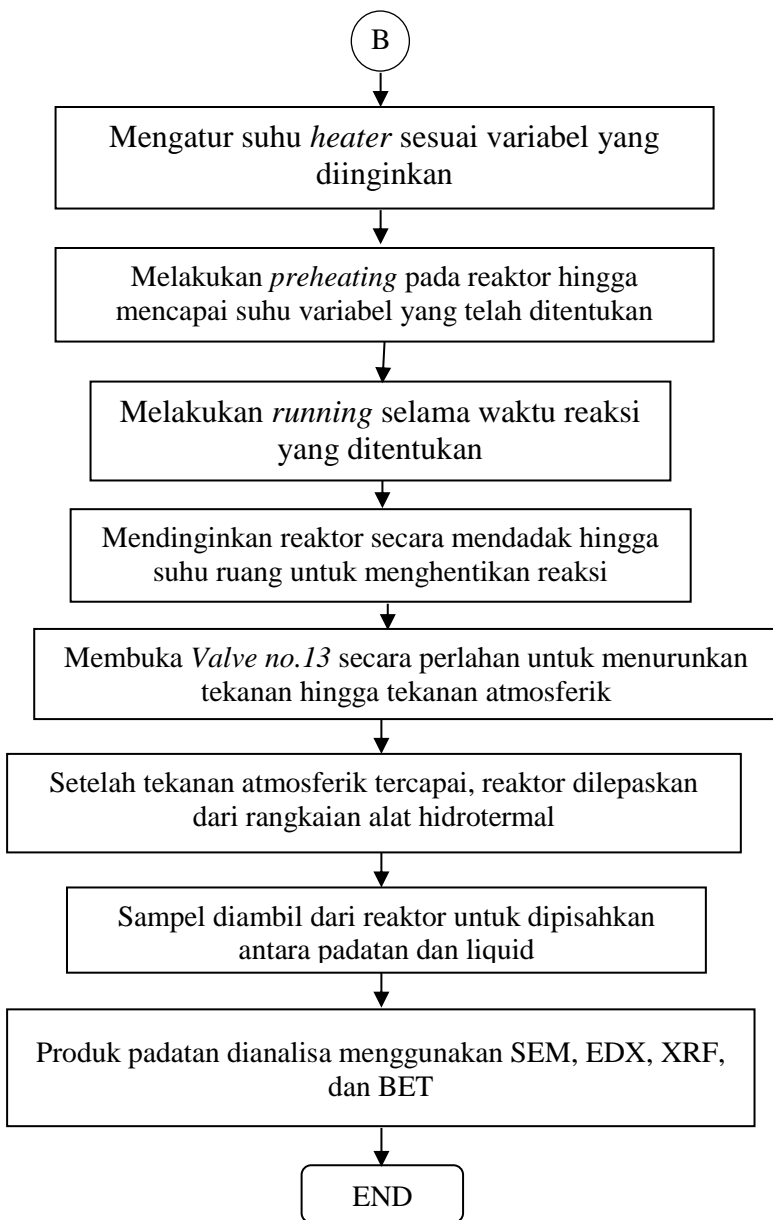 B
Mengatur suhu heater sesuai variabel yang
diinginkan
Melakukan preheating pada reaktor hingga
mencapai suhu variabel yang telah ditentukan
Melakukan running selama waktu reaksi
yang ditentukan
Mendinginkan reaktor secara mendadak hingga
suhu ruang untuk menghentikan reaksi
Membuka Valve no.13 secara perlahan untuk menurunkan
tekanan hingga tekanan atmosferik
Setelah tekanan atmosferik tercapai, reaktor dilepaskan
dari rangkaian alat hidrotermal
Sampel diambil dari reaktor untuk dipisahkan
antara padatan dan liquid
Produk padatan dianalisa menggunakan SEM, EDX, XRF,
dan BET
END